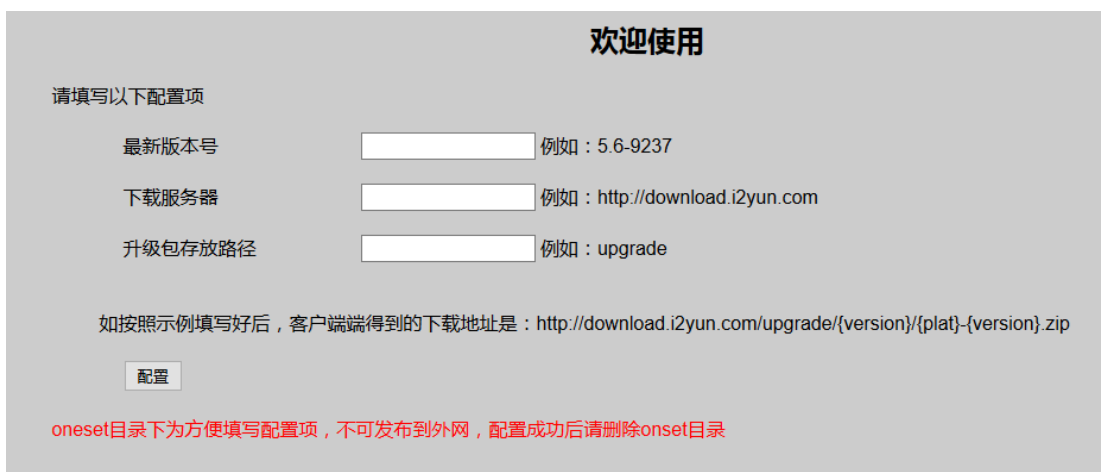 欢迎使用
请填写以下配置项
最新版本号 例如：5.6-9237
下载服务器 例如：http://download.i2yun.com
升级包存放路径 例如：upgrade
如按照示例填写好后，客户端端得到的下载地址是：http://download.i2yun.com/upgrade/{version}/{plat}-{version}.zip
配置
oneset目录下为方便填写配置项，不可发布到外网，配置成功后请删除onset目录